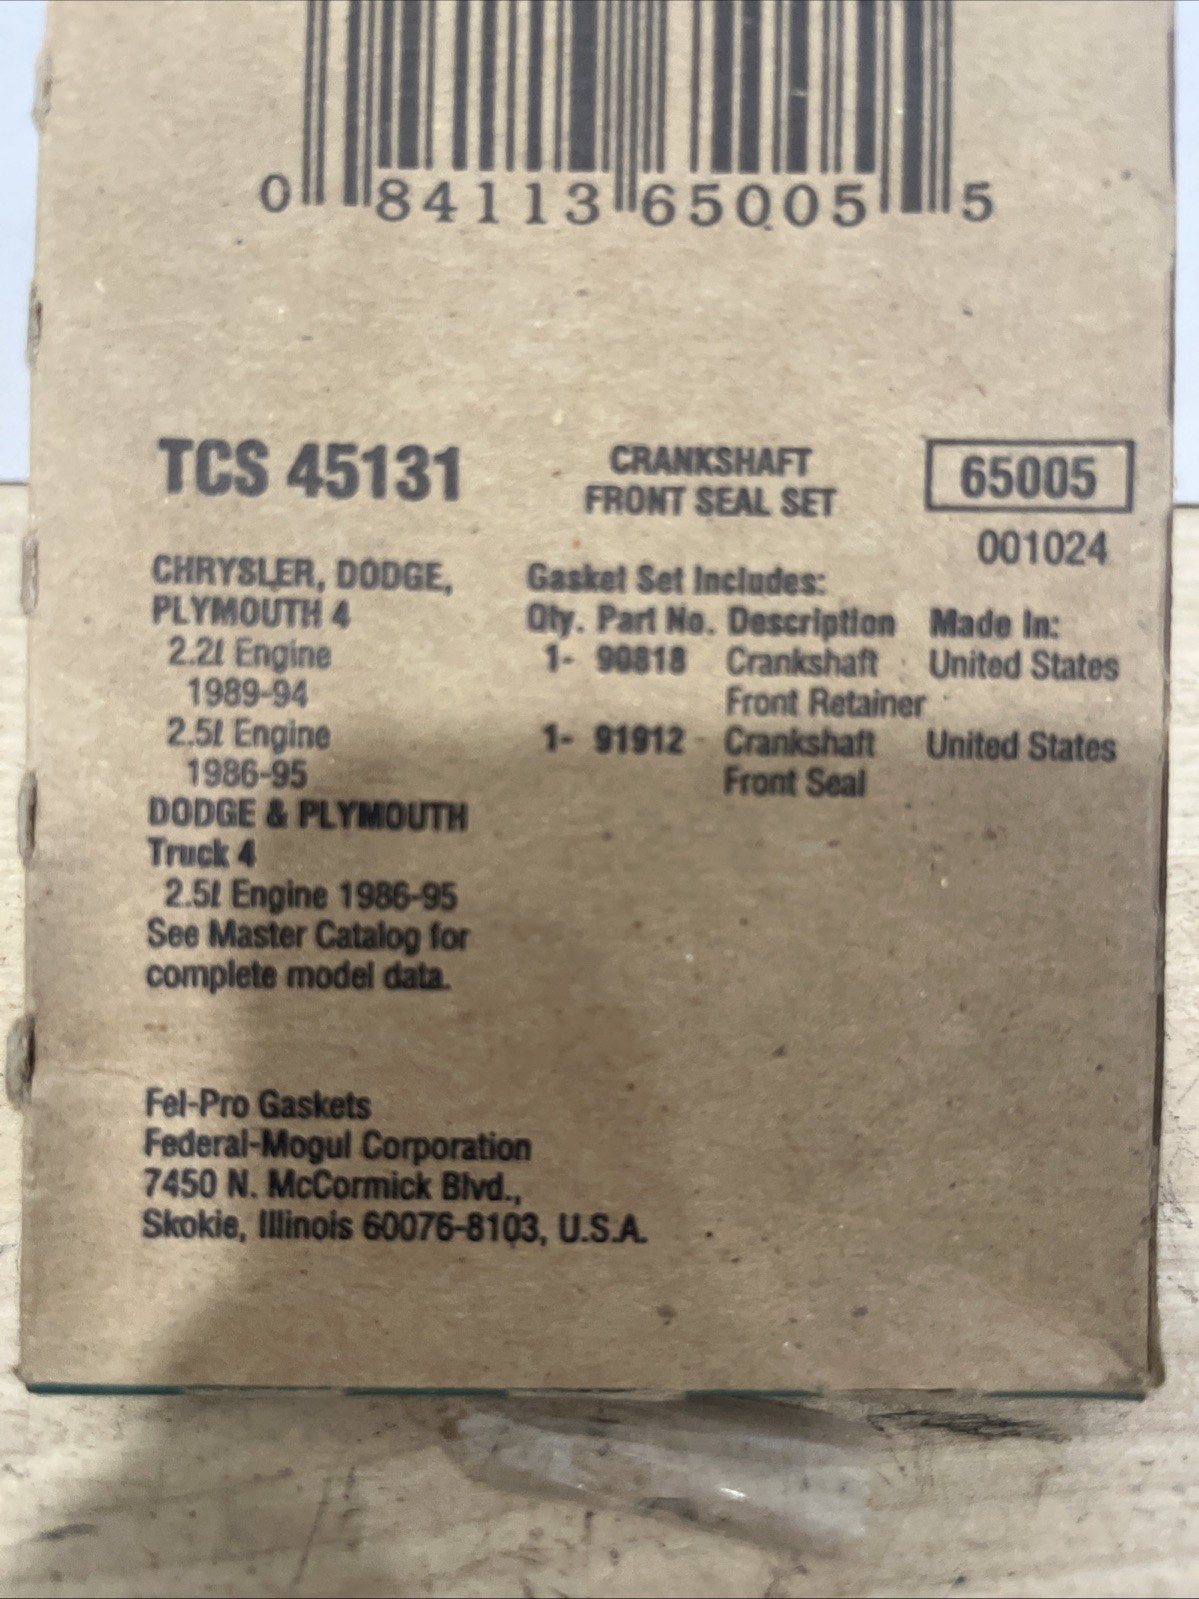 0 84113 65005 5
TCS 45131
CRANKSHAFT
FRONT SEAL SET
65005
001024
CHRYSLER, DODGE,
PLYMOUTH 4
2.2ℓ Engine
1989-94
2.5ℓ Engine
1986-95
DODGE & PLYMOUTH
Truck 4
2.5ℓ Engine 1986-95
See Master Catalog for
complete model data.
Gasket Set Includes:
Qty. Part No. Description Made In:
1- 90818 Crankshaft United States
Front Retainer
1- 91912 Crankshaft United States
Front Seal
Fel-Pro Gaskets
Federal-Mogul Corporation
7450 N. McCormick Blvd.,
Skokie, Illinois 60076-8103, U.S.A.